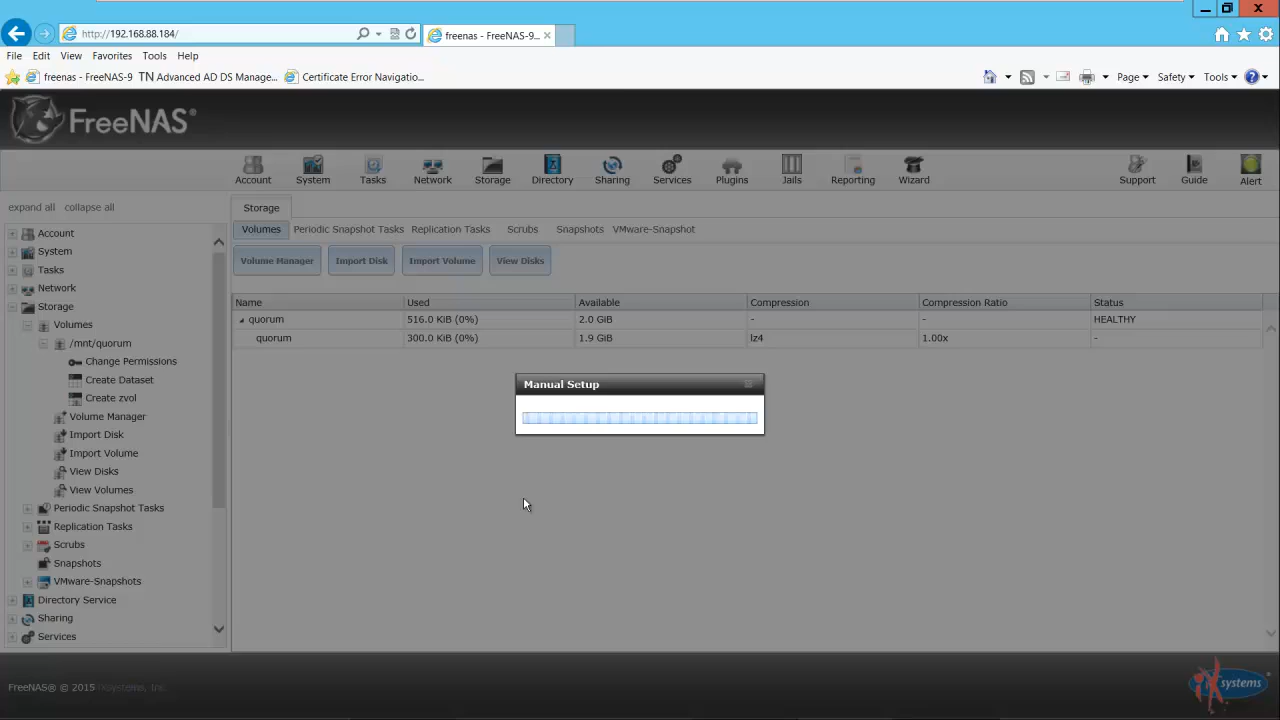 http://192.168.88.184/
freenas - FreeNAS-9...
File Edit View Favorites Tools Help
freenas - FreeNAS-9 TN Advanced AD DS Manage... Certificate Error Navigatio...
Page Safety Tools
FreeNAS®
Account System Tasks Network Storage Directory Sharing Services Plugins Jails Reporting Wizard Support Guide Alert
expand all collapse all
Storage
Account
Volumes Periodic Snapshot Tasks Replication Tasks Scrubs Snapshots VMware-Snapshot
System
Volume Manager Import Disk Import Volume View Disks
Tasks
Network
Name Used Available Compression Compression Ratio Status
Storage
quorum 516.0 KiB (0%) 2.0 GiB - - HEALTHY
Volumes
quorum 300.0 KiB (0%) 1.9 GiB lz4 1.00x -
/mnt/quorum
Change Permissions
Create Dataset
Manual Setup
Create zvol
Volume Manager
Import Disk
Import Volume
View Disks
View Volumes
Periodic Snapshot Tasks
Replication Tasks
Scrubs
Snapshots
VMware-Snapshots
Directory Service
Sharing
Services
FreeNAS® © 2015 iXsystems, Inc.
iXsystems